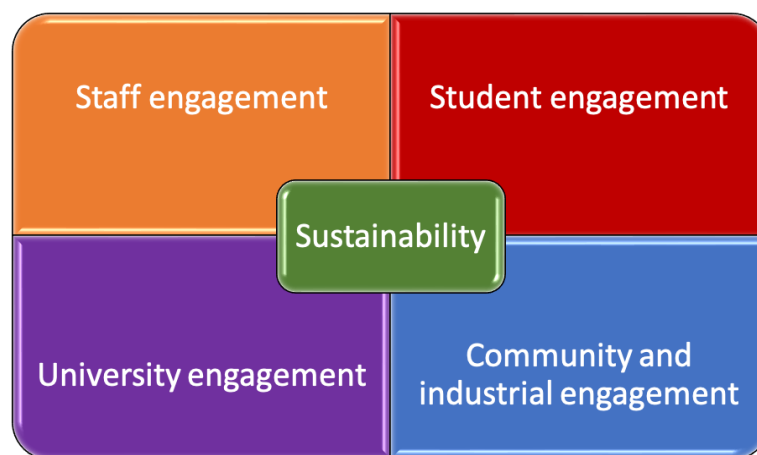 Staff engagement
Student engagement
Sustainability
University engagement
Community and
industrial engagement